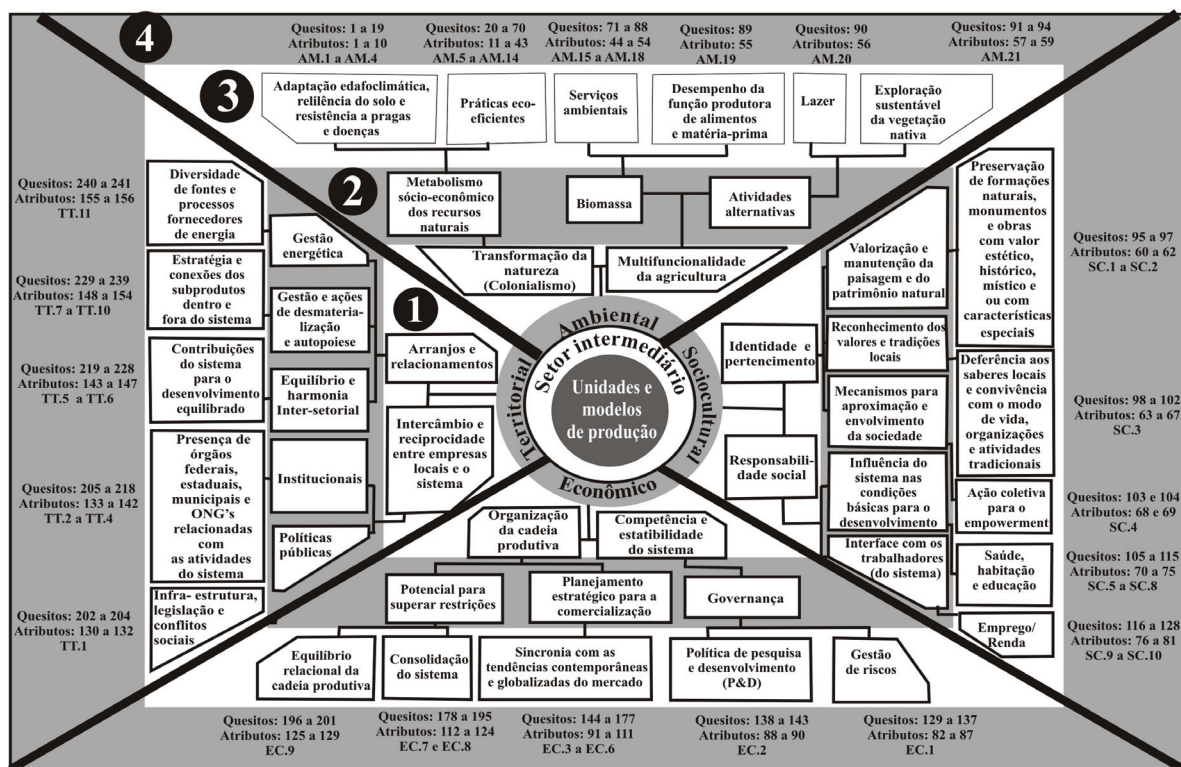 4
Quesitos: 1 a 19
Atributos: 1 a 10
AM.1 a AM.4
Quesitos: 20 a 70
Atributos: 11 a 43
AM.5 a AM.14
Quesitos: 71 a 88
Atributos: 44 a 54
AM.15 a AM.18
Quesitos: 89
Atributos: 55
AM.19
Quesitos: 90
Atributos: 56
AM.20
Quesitos: 91 a 94
Atributos: 57 a 59
AM.21
3
Adaptação edafoclimática,
relilência do solo e
resistência a pragas
e doenças
Práticas eco-
eficientes
Serviços
ambientais
Desempenho da
função produtora
de alimentos
e matéria-prima
Lazer
Exploração
sustentável
da vegetação
nativa
2
Metabolismo
sócio-econômico
dos recursos
naturais
Biomassa
Atividades
alternativas
Transformação da
natureza
(Colonialismo)
Multifuncionalidade
da agricultura
Quesitos: 240 a 241
Atributos: 155 a 156
TT.11
Quesitos: 229 a 239
Atributos: 148 a 154
TT.7 a TT.10
Quesitos: 219 a 228
Atributos: 143 a 147
TT.5 a TT.6
Quesitos: 205 a 218
Atributos: 133 a 142
TT.2 a TT.4
Quesitos: 202 a 204
Atributos: 130 a 132
TT.1
Diversidade
de fontes e
processos
fornecedores
de energia
Estratégia e
conexões dos
subprodutos
dentro e
fora do sistema
Contribuições
do sistema
para o
desenvolvimento
equilibrado
Presença de
órgãos
federais,
estaduais,
municipais e
ONG's
relacionadas
com
as atividades
do sistema
Infra- estrutura,
legislação e
conflitos
sociais
Gestão
energética
Gestão e ações
de desmateria-
lização
e autopoiese
Equilíbrio e
harmonia
Inter-setorial
Institucionais
Políticas
públicas
1
Arranjos e
relacionamentos
Intercâmbio e
reciprocidade
entre empresas
locais e o
sistema
Ambiental
Territorial
Sociocultural
Econômico
Setor intermediário
Unidades e
modelos
de produção
Identidade e
pertencimento
Responsabili-
dade social
Valorização e
manutenção da
paisagem e do
patrimônio natural
Reconhecimento dos
valores e tradições
locais
Mecanismos para
aproximação e
envolvimento
da sociedade
Influência do
sistema nas
condições
básicas para o
desenvolvimento
Interface com os
trabalhadores
(do sistema)
Preservação
de formações
naturais,
monumentos
e obras
com valor
estético,
histórico,
místico e
ou com
características
especiais
Deferência aos
saberes locais
e convivência
com o modo
de vida,
organizações
e atividades
tradicionais
Ação coletiva
para o
empowerment
Saúde,
habitação
e educação
Emprego/
Renda
Quesitos: 95 a 97
Atributos: 60 a 62
SC.1 a SC.2
Quesitos: 98 a 102
Atributos: 63 a 67
SC.3
Quesitos: 103 e 104
Atributos: 68 e 69
SC.4
Quesitos: 105 a 115
Atributos: 70 a 75
SC.5 a SC.8
Quesitos: 116 a 128
Atributos: 76 a 81
SC.9 a SC.10
Organização
da cadeia
produtiva
Competência e
estatibilidade
do sistema
Potencial para
superar restrições
Planejamento
estratégico para a
comercialização
Governança
Equilíbrio
relacional da
cadeia produtiva
Consolidação
do sistema
Sincronia com as
tendências contemporâneas
e globalizadas do mercado
Política de pesquisa
e desenvolvimento
(P&D)
Gestão
de riscos
Quesitos: 196 a 201
Atributos: 125 a 129
EC.9
Quesitos: 178 a 195
Atributos: 112 a 124
EC.7 e EC.8
Quesitos: 144 a 177
Atributos: 91 a 111
EC.3 a EC.6
Quesitos: 138 a 143
Atributos: 88 a 90
EC.2
Quesitos: 129 a 137
Atributos: 82 a 87
EC.1